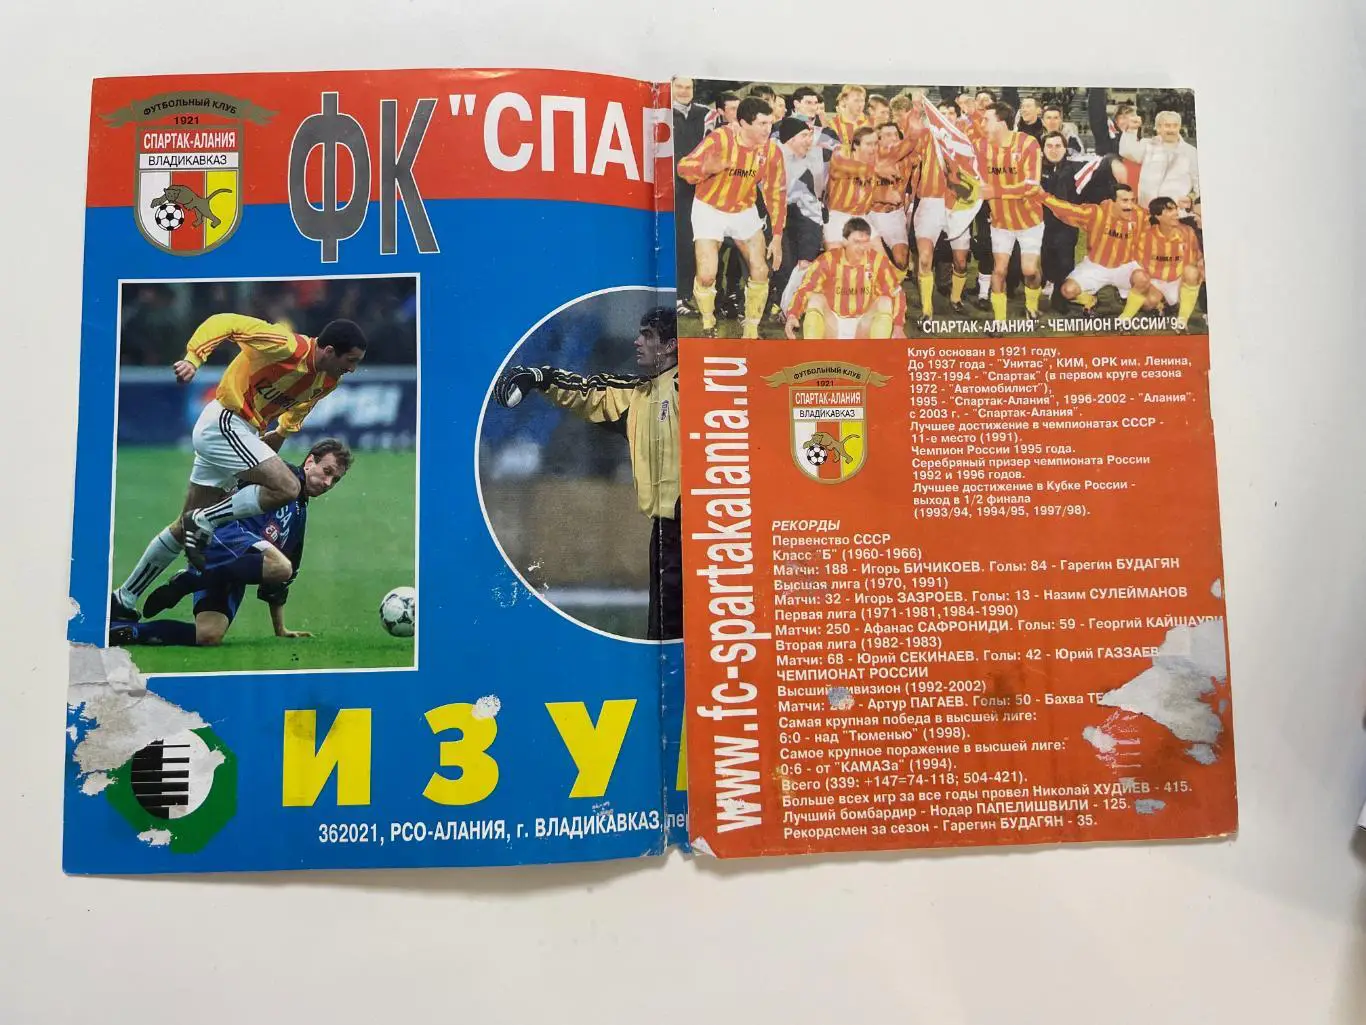 ФУТБОЛЬНЫЙ КЛУБ
1921
СПАРТАК-АЛАНИЯ
ВЛАДИКАВКАЗ
ФК "СПАР
PEPSI
ИЗУ
362021, РСО-АЛАНИЯ, г. ВЛАДИКАВКАЗ, пер
"СПАРТАК-АЛАНИЯ"- ЧЕМПИОН РОССИИ'95
www.fc-spartakalania.ru
ФУТБОЛЬНЫЙ КЛУБ
1921
СПАРТАК-АЛАНИЯ
ВЛАДИКАВКАЗ
Клуб основан в 1921 году.
До 1937 года - "Унитас", КИМ, ОРК им. Ленина,
1937-1994 - "Спартак" (в первом круге сезона
1972 - "Автомобилист"),
1995 - "Спартак-Алания", 1996-2002 - "Алания".
с 2003 г. - "Спартак-Алания".
Лучшее достижение в чемпионатах СССР -
11-е место (1991).
Чемпион России 1995 года.
Серебряный призер чемпионата России
1992 и 1996 годов.
Лучшее достижение в Кубке России -
выход в 1/2 финала
(1993/94, 1994/95, 1997/98).
РЕКОРДЫ
Первенство СССР
Класс "Б" (1960-1966)
Матчи: 188 - Игорь БИЧИКОЕВ. Голы: 84 - Гарегин БУДАГЯН
Высшая лига (1970, 1991)
Матчи: 32 - Игорь ЗАЗРОЕВ. Голы: 13 - Назим СУЛЕЙМАНОВ
Первая лига (1971-1981,1984-1990)
Матчи: 250 - Афанас САФРОНИДИ. Голы: 59 - Георгий КАЙШАУРИ
Вторая лига (1982-1983)
Матчи: 68 - Юрий СЕКИНАЕВ. Голы: 42 - Юрий ГАЗЗАЕВ
ЧЕМПИОНАТ РОССИИ
Высший дивизион (1992-2002)
Матчи: - Артур ПАГАЕВ. Голы: 50 - Бахва ТЕ
Самая крупная победа в высшей лиге:
6:0 - над "Тюменью" (1998).
Самое крупное поражение в высшей лиге:
0:6 - от "КАМАЗа" (1994).
Всего (339: +147=74-118; 504-421).
Больше всех игр за все годы провел Николай ХУДИЕВ - 415.
Лучший бомбардир - Нодар ПАПЕЛИШВИЛИ - 125.
Рекордсмен за сезон - Гарегин БУДАГЯН - 35.